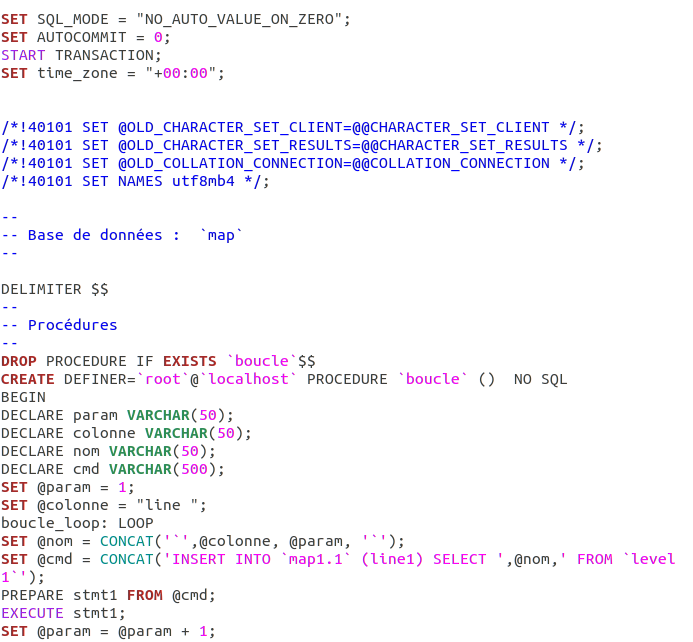 SET SQL_MODE = "NO_AUTO_VALUE_ON_ZERO";
SET AUTOCOMMIT = 0;
START TRANSACTION;
SET time_zone = "+00:00";
/*!40101 SET @OLD_CHARACTER_SET_CLIENT=@@CHARACTER_SET_CLIENT */;
/*!40101 SET @OLD_CHARACTER_SET_RESULTS=@@CHARACTER_SET_RESULTS */;
/*!40101 SET @OLD_COLLATION_CONNECTION=@@COLLATION_CONNECTION */;
/*!40101 SET NAMES utf8mb4 */;
--
-- Base de données :  `map`
--
DELIMITER $$
--
-- Procédures
--
DROP PROCEDURE IF EXISTS `boucle`$$
CREATE DEFINER=`root`@`localhost` PROCEDURE `boucle` ()  NO SQL
BEGIN
DECLARE param VARCHAR(50);
DECLARE colonne VARCHAR(50);
DECLARE nom VARCHAR(50);
DECLARE cmd VARCHAR(500);
SET @param = 1;
SET @colonne = "line ";
boucle_loop: LOOP
SET @nom = CONCAT('`',@colonne, @param, '`');
SET @cmd = CONCAT('INSERT INTO `map1.1` (line1) SELECT ',@nom,' FROM `level
1`');
PREPARE stmt1 FROM @cmd;
EXECUTE stmt1;
SET @param = @param + 1;